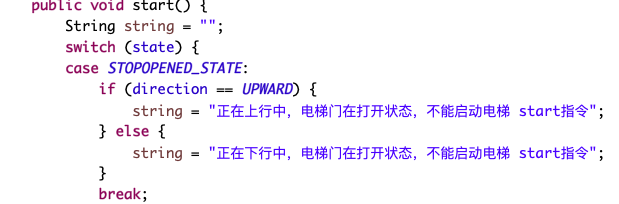 public void start() {
String string = "";
switch (state) {
case STOPOPENED_STATE:
if (direction == UPWARD) {
string = "正在上行中，电梯门在打开状态，不能启动电梯 start指令";
} else {
string = "正在下行中，电梯门在打开状态，不能启动电梯 start指令";
}
break;